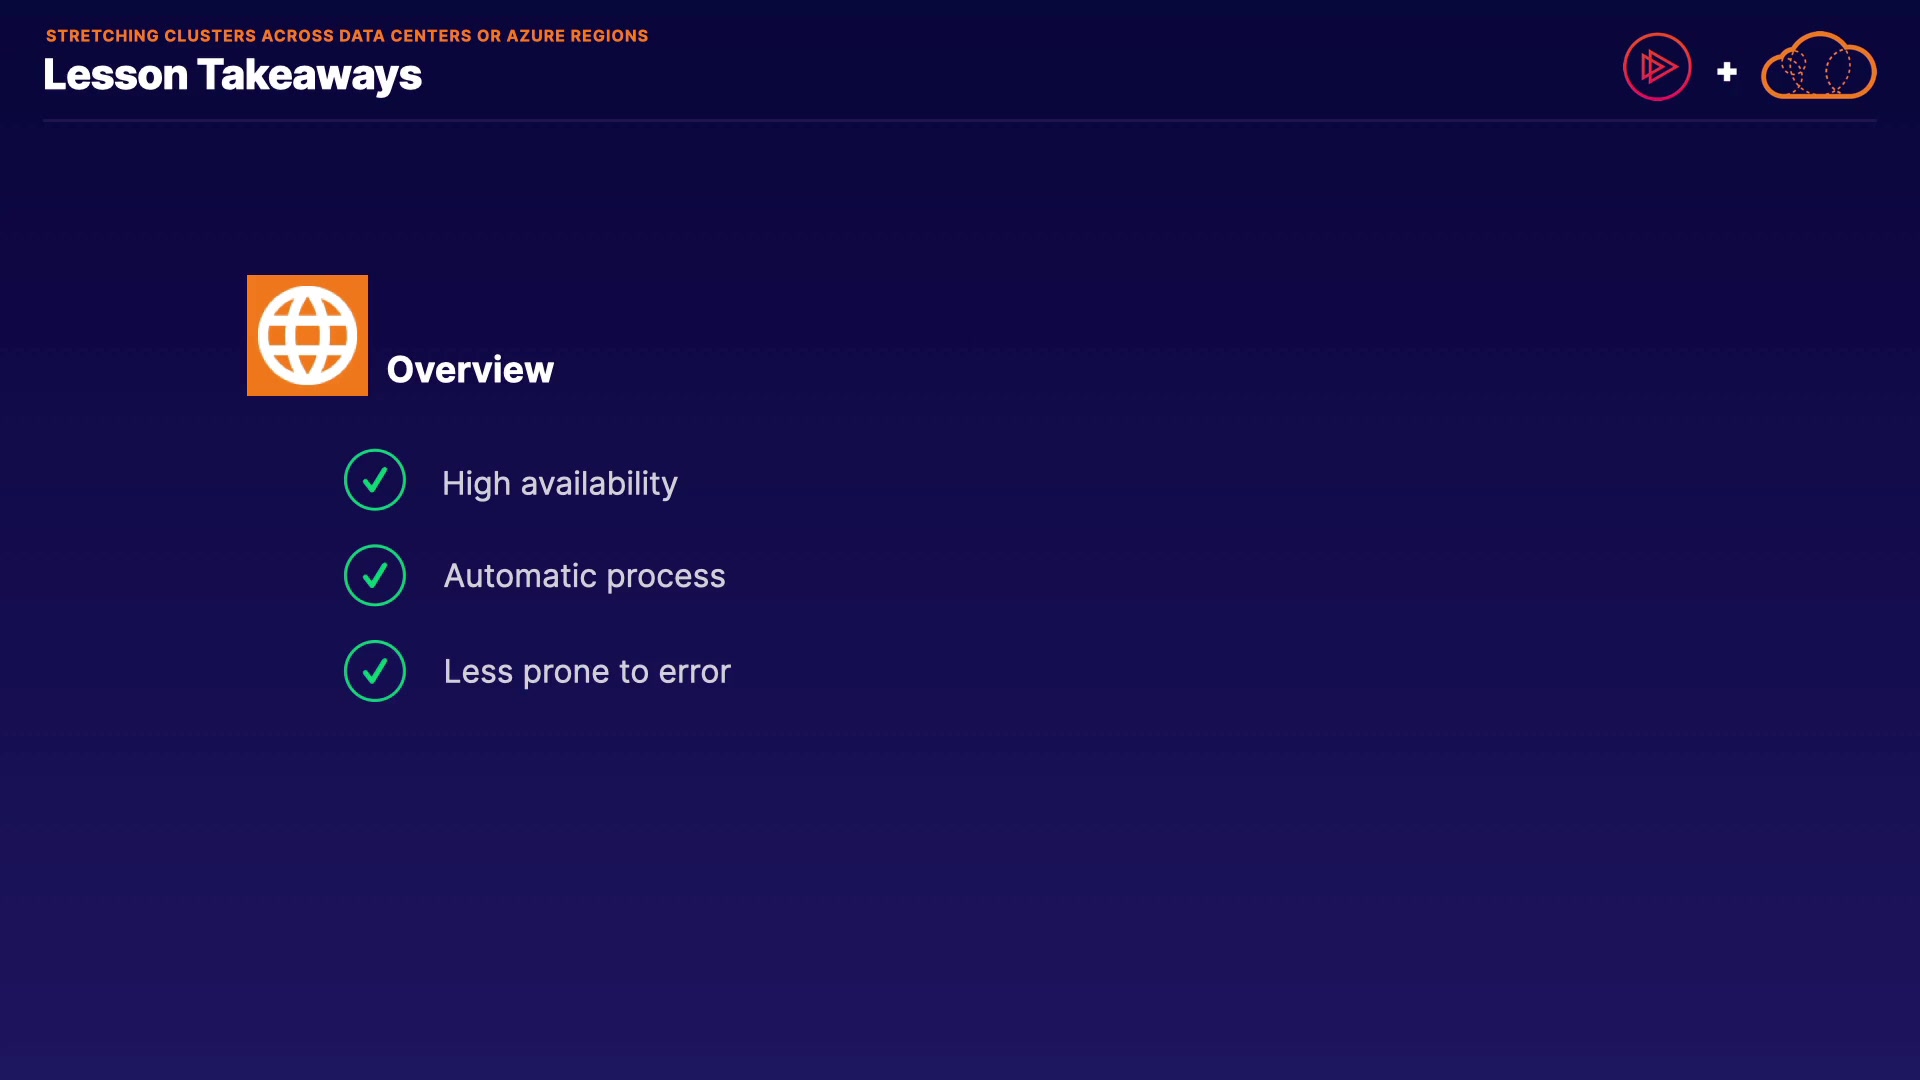 STRETCHING CLUSTERS ACROSS DATA CENTERS OR AZURE REGIONS
Lesson Takeaways
Overview
High availability
Automatic process
Less prone to error